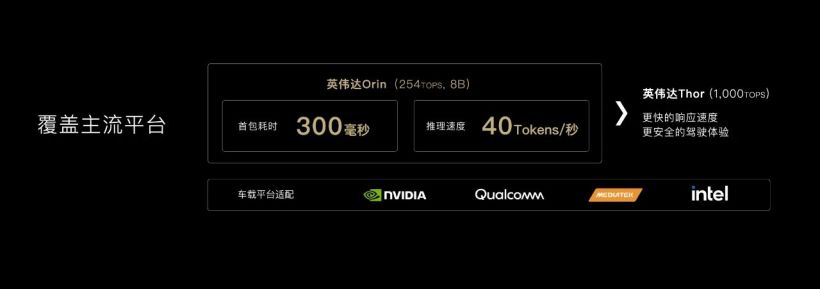 覆盖主流平台
英伟达Orin（254TOPS, 8B）
首包耗时 300毫秒
推理速度 40Tokens/秒
英伟达Thor（1,000TOPS）
更快的响应速度
更安全的驾驶体验
车载平台适配 NVIDIA Qualcomm MEDIATEK intel